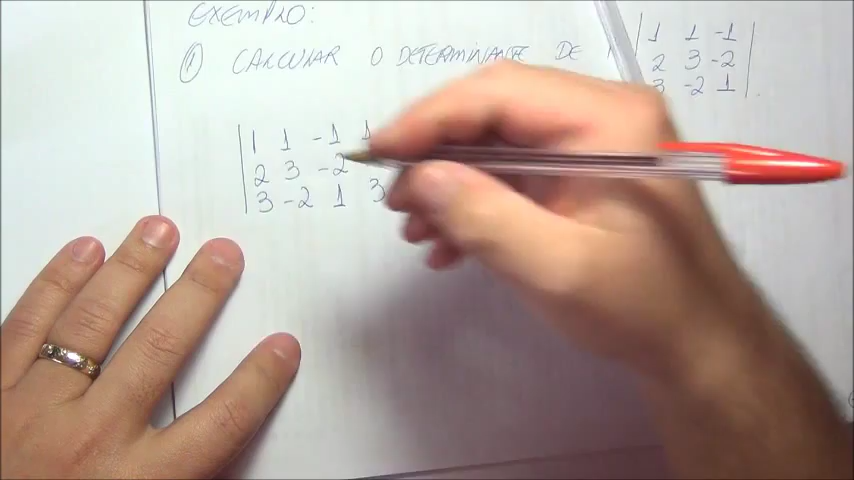 EXEMPLO:
① CALCULAR O DETERMINANTE DE
1 1 -1
2 3 -2
3 -2 1
1 1 -1 1
2 3 -2
3 -2 1 3